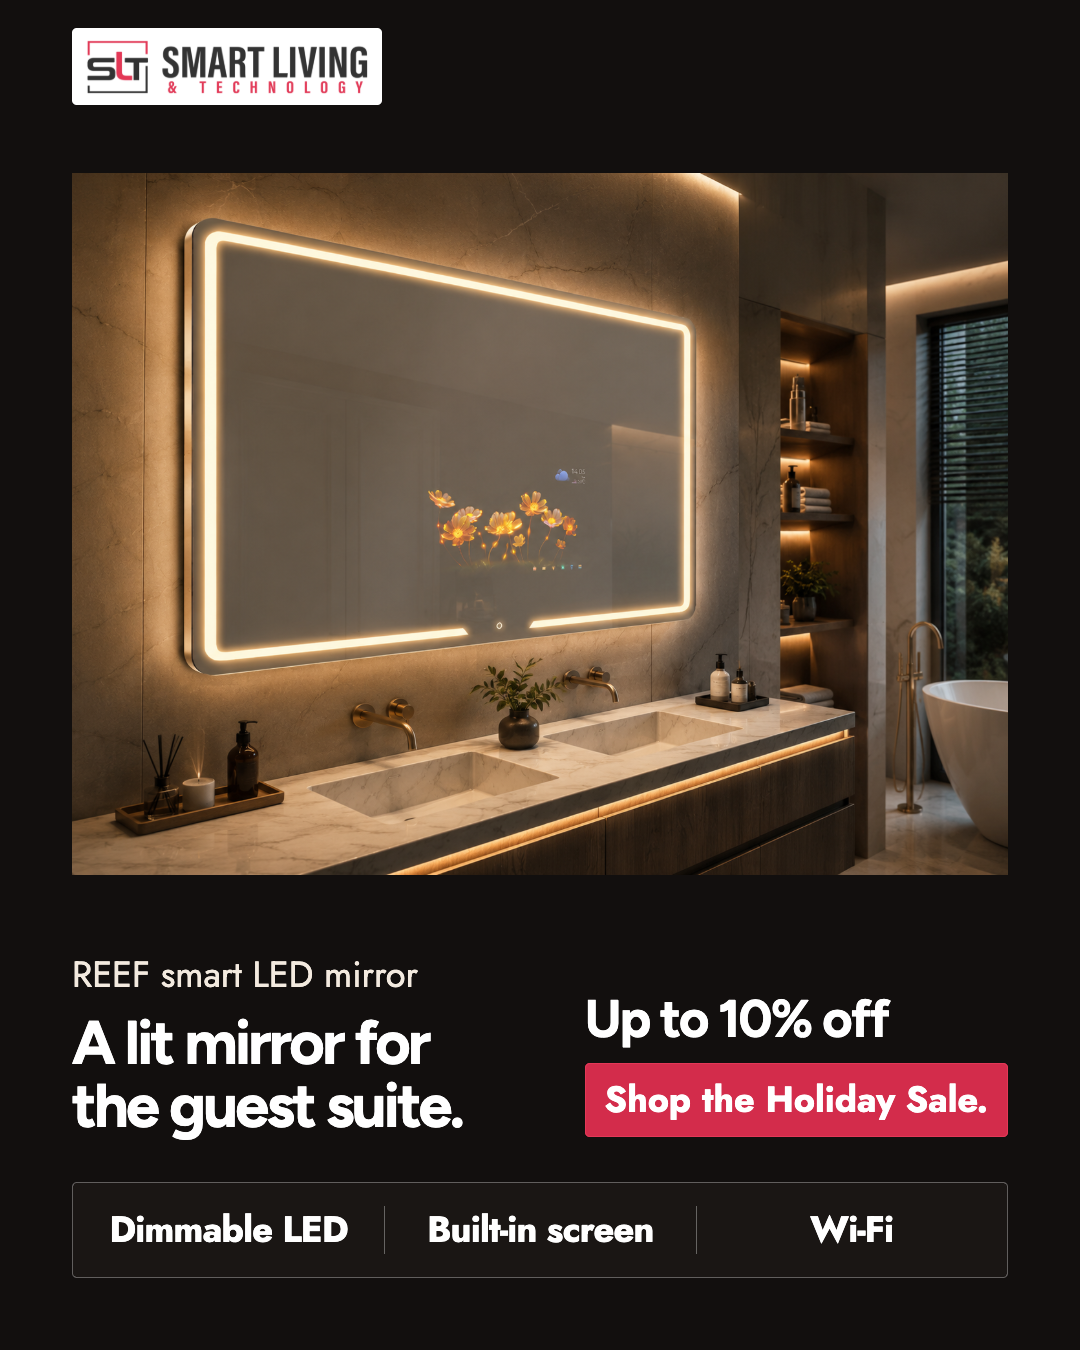 SLT SMART LIVING
& TECHNOLOGY
REEF smart LED mirror
A lit mirror for
the guest suite.
Up to 10% off
Shop the Holiday Sale.
Dimmable LED
Built-in screen
Wi-Fi